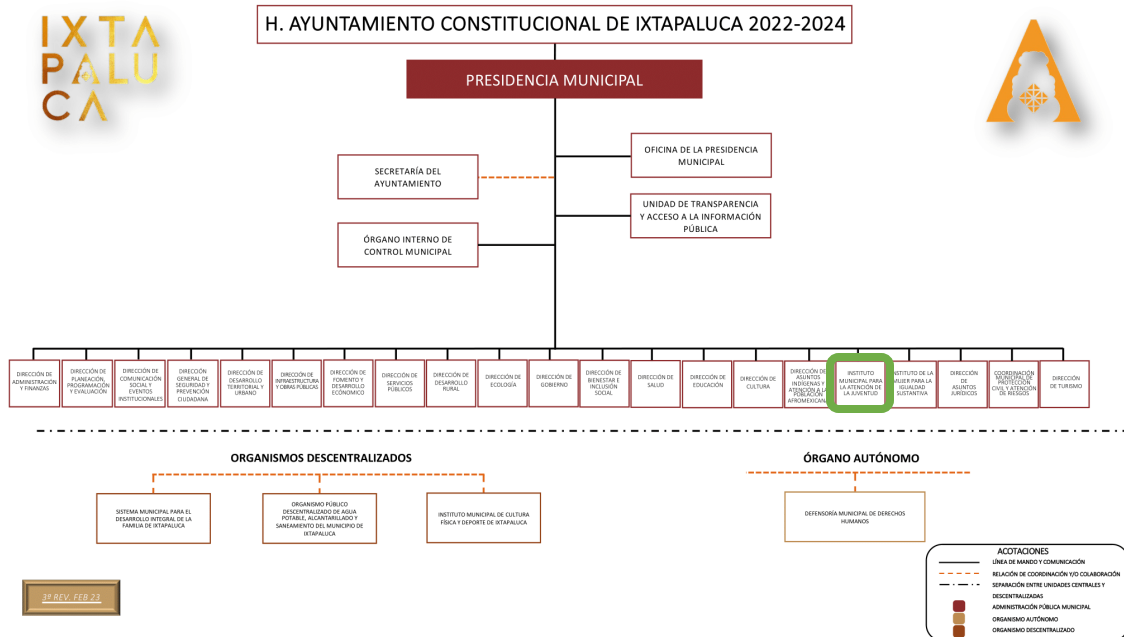 IXTA
PALU
CA
H. AYUNTAMIENTO CONSTITUCIONAL DE IXTAPALUCA 2022-2024
PRESIDENCIA MUNICIPAL
OFICINA DE LA PRESIDENCIA
MUNICIPAL
SECRETARÍA DEL
AYUNTAMIENTO
UNIDAD DE TRANSPARENCIA
Y ACCESO A LA INFORMACIÓN
PÚBLICA
ÓRGANO INTERNO DE
CONTROL MUNICIPAL
DIRECCIÓN DE
ADMINISTRACIÓN
Y FINANZAS
DIRECCIÓN DE
PLANEACIÓN,
PROGRAMACIÓN
Y EVALUACIÓN
DIRECCIÓN DE
COMUNICACIÓN
SOCIAL Y
EVENTOS
INSTITUCIONALES
DIRECCIÓN
GENERAL DE
SEGURIDAD Y
PREVENCIÓN
CIUDADANA
DIRECCIÓN DE
DESARROLLO
TERRITORIAL Y
URBANO
DIRECCIÓN DE
INFRAESTRUCTURA
Y OBRAS PÚBLICAS
DIRECCIÓN DE
FOMENTO Y
DESARROLLO
ECONÓMICO
DIRECCIÓN DE
SERVICIOS
PÚBLICOS
DIRECCIÓN DE
DESARROLLO
RURAL
DIRECCIÓN DE
ECOLOGÍA
DIRECCIÓN DE
GOBIERNO
DIRECCIÓN DE
BIENESTAR E
INCLUSIÓN
SOCIAL
DIRECCIÓN DE
SALUD
DIRECCIÓN DE
EDUCACIÓN
DIRECCIÓN DE
CULTURA
DIRECCIÓN DE
ASUNTOS
INDÍGENAS Y
ATENCIÓN A LA
POBLACIÓN
AFROMEXICANA
INSTITUTO
MUNICIPAL PARA
LA ATENCIÓN DE
LA JUVENTUD
INSTITUTO DE LA
MUJER PARA LA
IGUALDAD
SUSTANTIVA
DIRECCIÓN
DE
ASUNTOS
JURÍDICOS
COORDINACIÓN
MUNICIPAL DE
PROTECCIÓN
CIVIL Y ATENCIÓN
DE RIESGOS
DIRECCIÓN
DE TURISMO
ORGANISMOS DESCENTRALIZADOS
SISTEMA MUNICIPAL PARA EL
DESARROLLO INTEGRAL DE LA
FAMILIA DE IXTAPALUCA
ORGANISMO PÚBLICO
DESCENTRALIZADO DE AGUA
POTABLE, ALCANTARILLADO Y
SANEAMIENTO DEL MUNICIPIO DE
IXTAPALUCA
INSTITUTO MUNICIPAL DE CULTURA
FÍSICA Y DEPORTE DE IXTAPALUCA
ÓRGANO AUTÓNOMO
DEFENSORÍA MUNICIPAL DE DERECHOS
HUMANOS
3ª REV. FEB 23
ACOTACIONES
LÍNEA DE MANDO Y COMUNICACIÓN
RELACIÓN DE COORDINACIÓN Y/O COLABORACIÓN
SEPARACIÓN ENTRE UNIDADES CENTRALES Y
DESCENTRALIZADAS
ADMINISTRACIÓN PÚBLICA MUNICIPAL
ORGANISMO AUTÓNOMO
ORGANISMO DESCENTRALIZADO